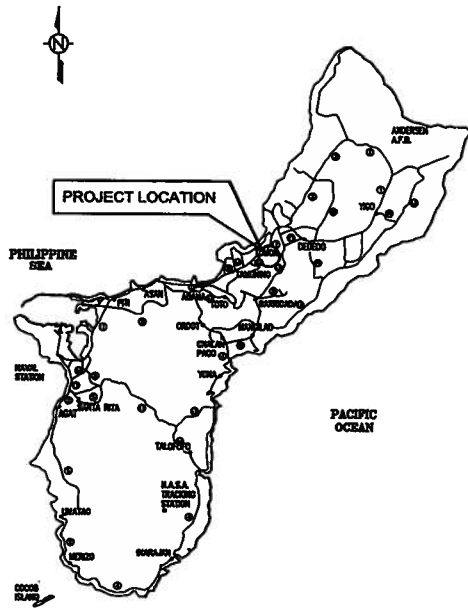 N
ANDERSEN
A.F.B.
PROJECT LOCATION
YIGO
DEDEDO
PHILIPPINE
SEA
TAMUNING
ASAN
PITI
AGANA
TOTO
BARRIGADA
MANGILAO
CHALAN
PAGO
YONA
NAVAL
STATION
AGAT
SANTA RITA
PACIFIC
OCEAN
TALOFOFO
N.A.S.A.
TRACKING
STATION
UMATAC
MERIZO
INARAJAN
COCOS
ISLAND